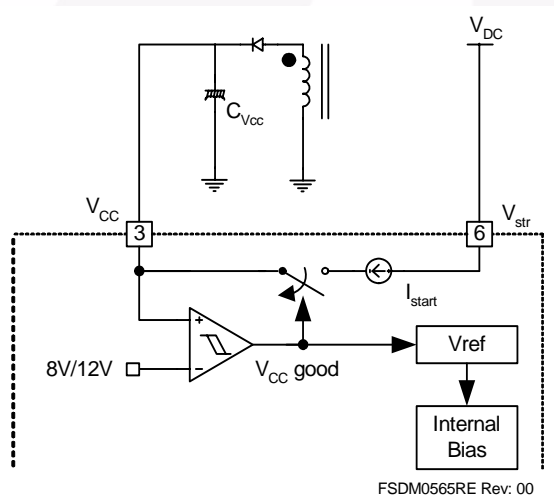 V_DC
C_Vcc
V_CC
3
6
V_str
I_start
+
8V/12V
-
V_CC good
Vref
Internal
Bias
FSDM0565RE Rev: 00